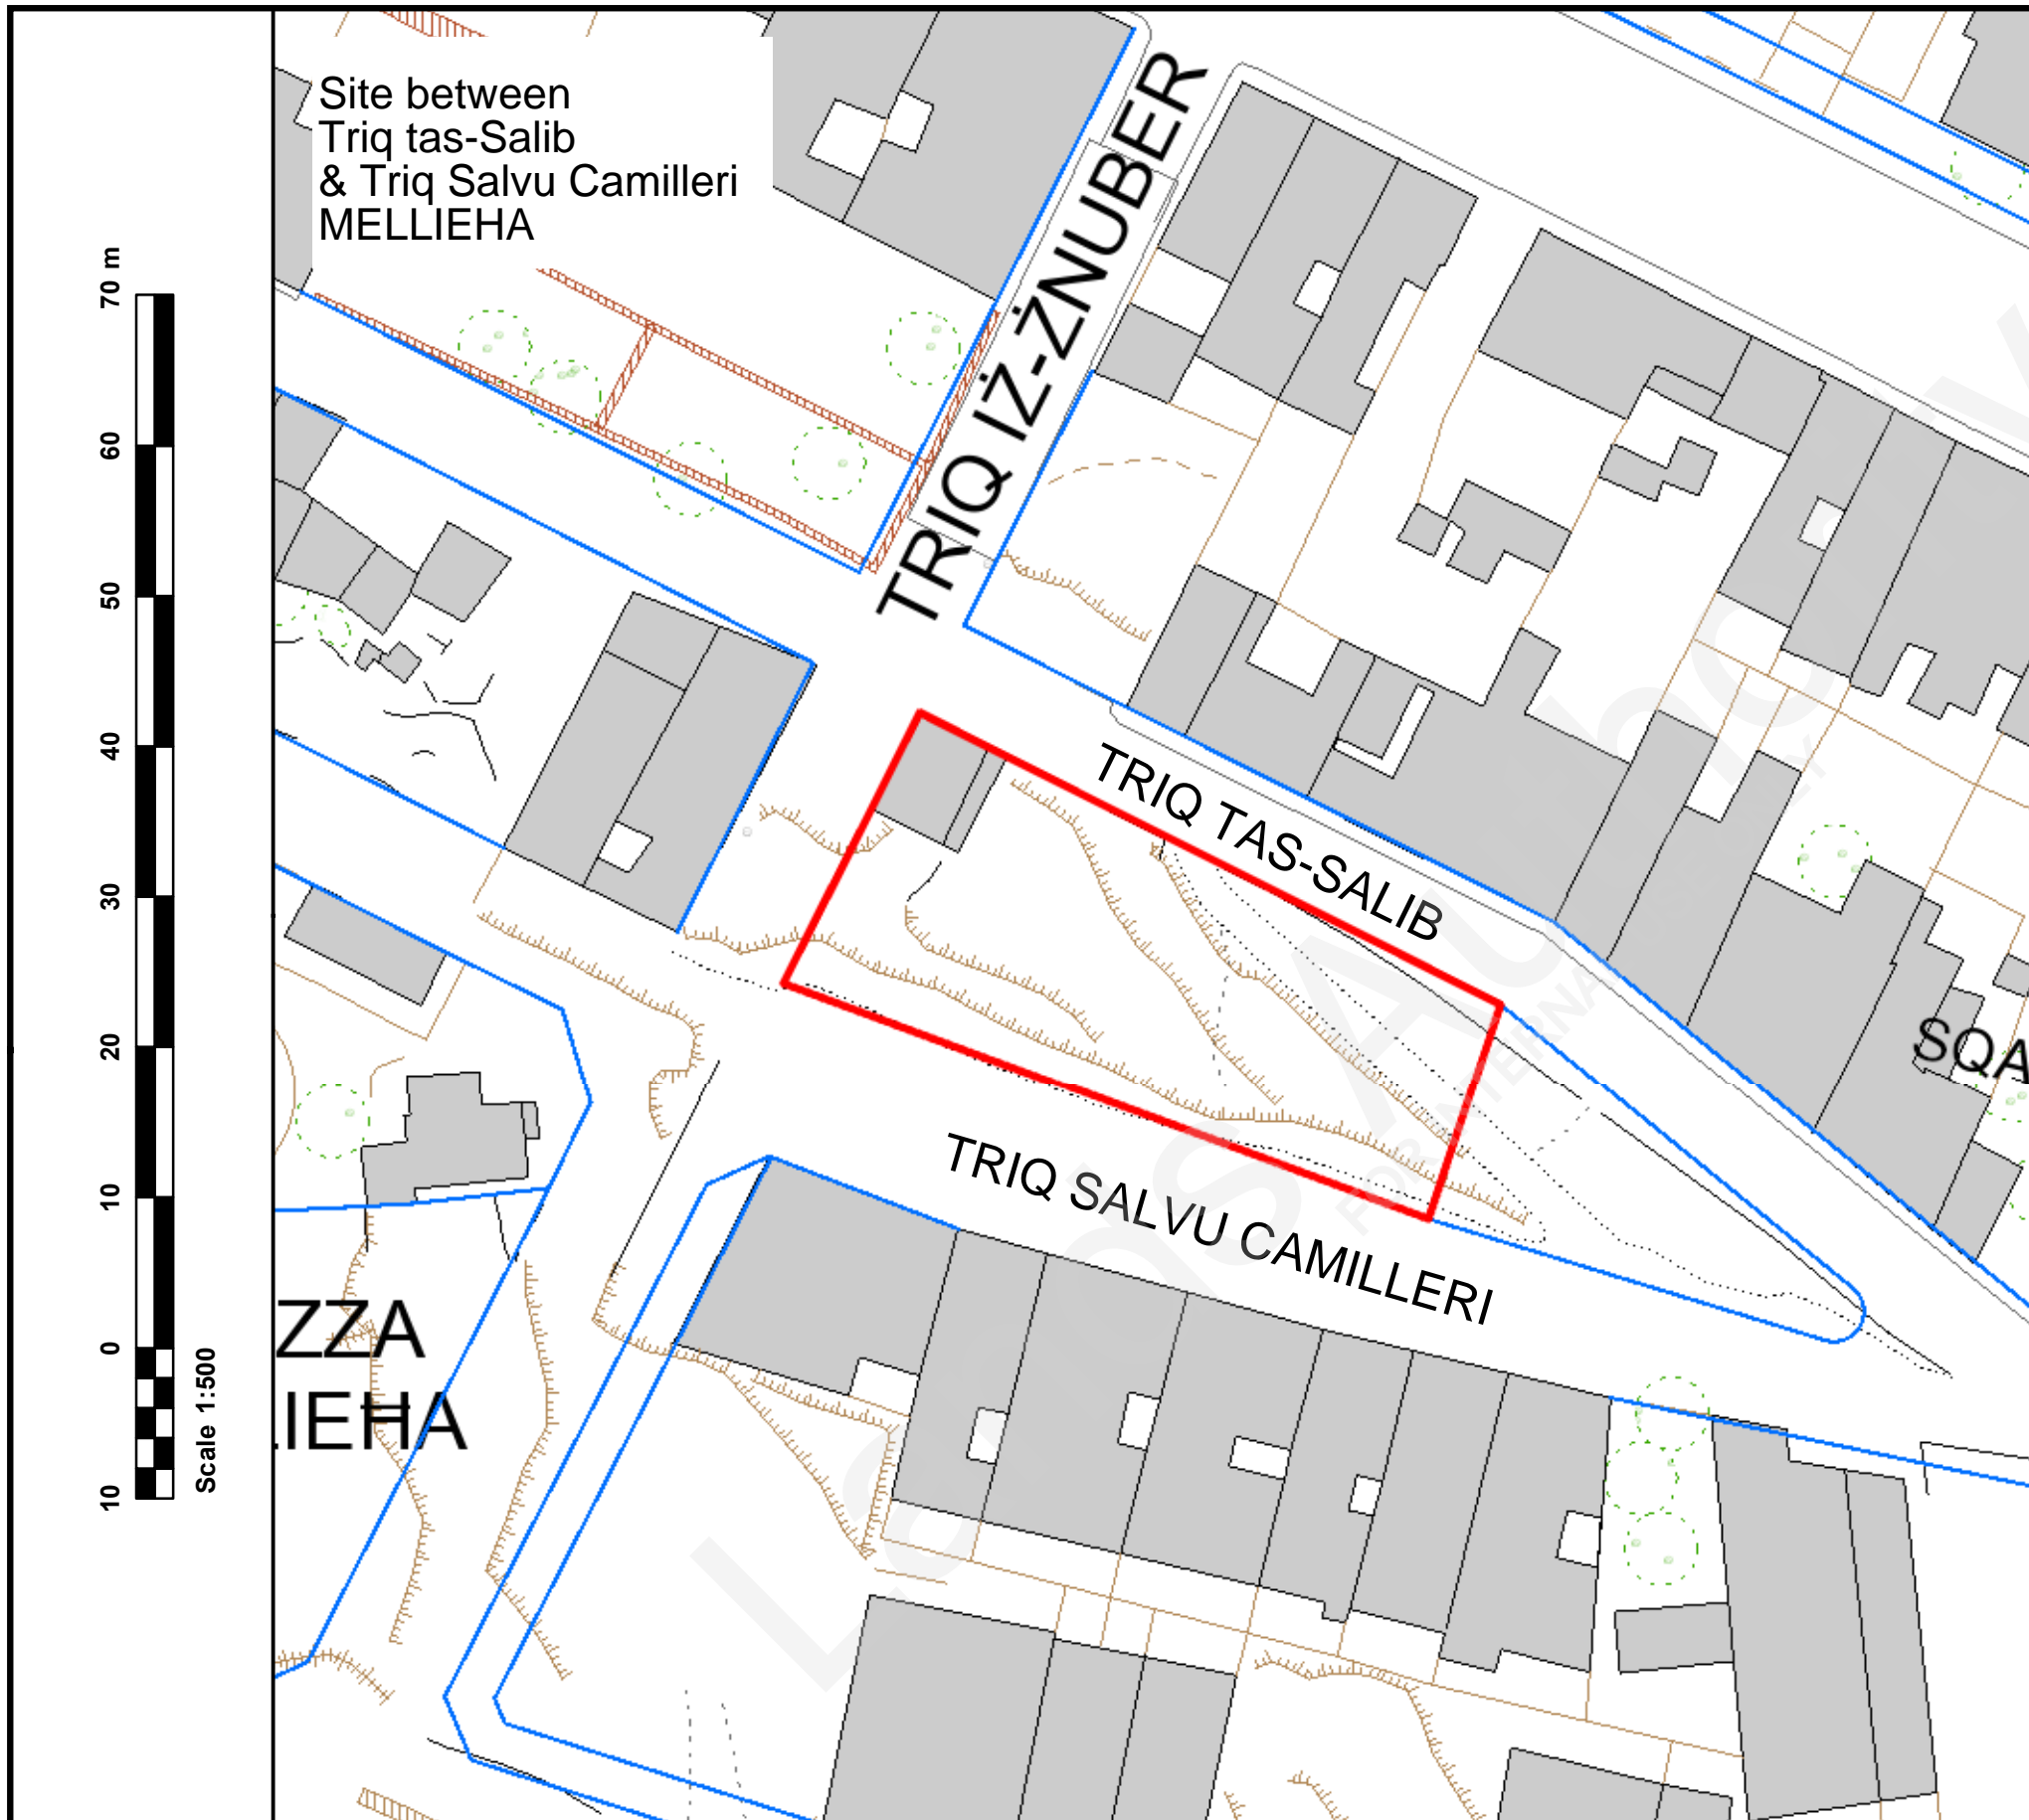 Site between
Triq tas-Salib
& Triq Salvu Camilleri
MELLIEHA
70 m
60
50
40
30
20
10
0
10
Scale 1:500
TRIQ IŻ-ŻNUBER
TRIQ TAS-SALIB
TRIQ SALVU CAMILLERI
SQA
ZZA
LIEĦA